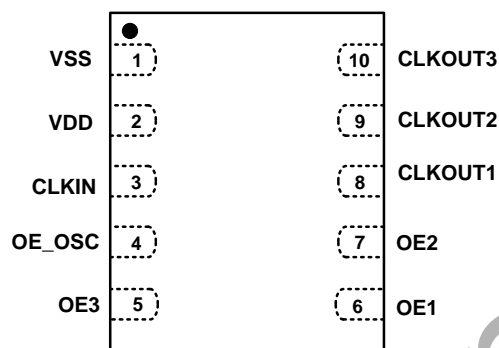 VSS 1 10 CLKOUT3
VDD 2 9 CLKOUT2
CLKIN 3 8 CLKOUT1
OE_OSC 4 7 OE2
OE3 5 6 OE1